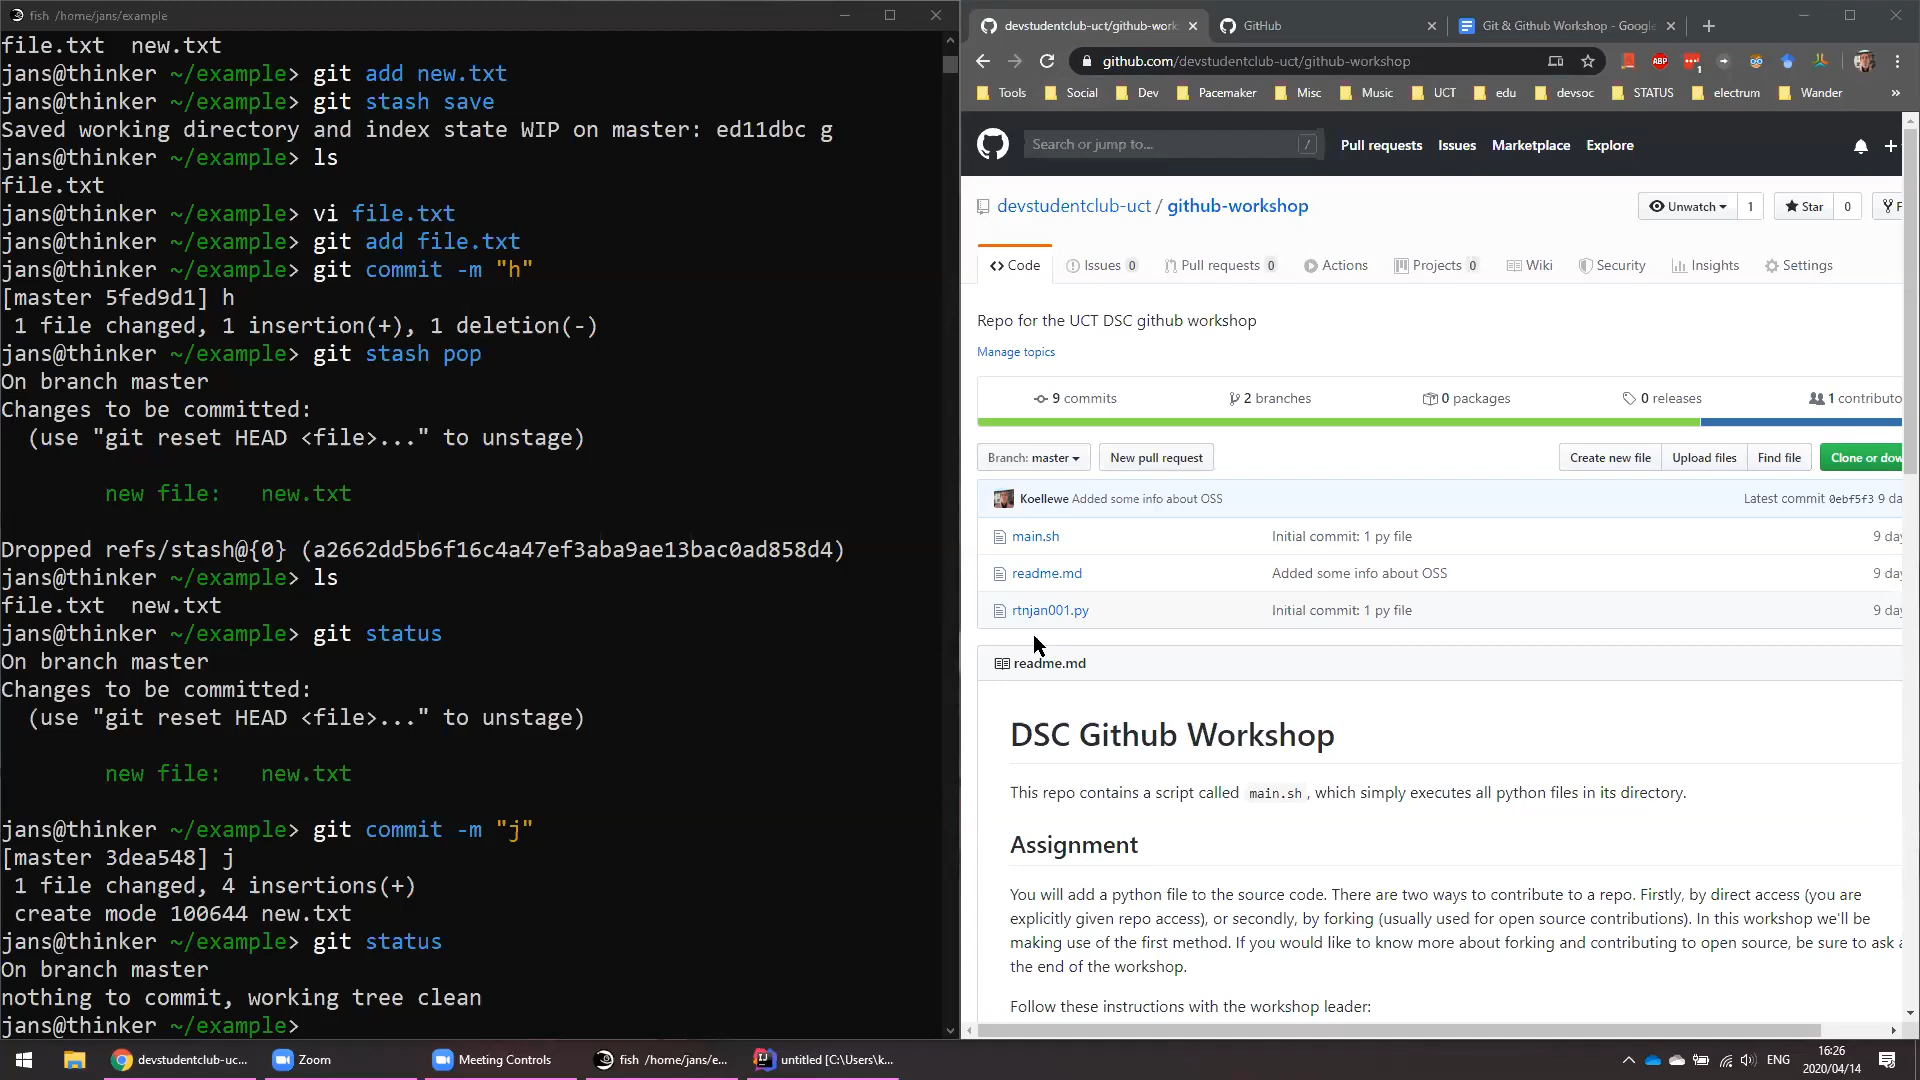 fish /home/jans/example
file.txt  new.txt
jans@thinker ~/example> git add new.txt
jans@thinker ~/example> git stash save
Saved working directory and index state WIP on master: ed11dbc g
jans@thinker ~/example> ls
file.txt
jans@thinker ~/example> vi file.txt
jans@thinker ~/example> git add file.txt
jans@thinker ~/example> git commit -m "h"
[master 5fed9d1] h
 1 file changed, 1 insertion(+), 1 deletion(-)
jans@thinker ~/example> git stash pop
On branch master
Changes to be committed:
  (use "git reset HEAD <file>..." to unstage)
        new file:   new.txt
Dropped refs/stash@{0} (a2662dd5b6f16c4a47ef3aba9ae13bac0ad858d4)
jans@thinker ~/example> ls
file.txt  new.txt
jans@thinker ~/example> git status
On branch master
Changes to be committed:
  (use "git reset HEAD <file>..." to unstage)
        new file:   new.txt
jans@thinker ~/example> git commit -m "j"
[master 3dea548] j
 1 file changed, 4 insertions(+)
 create mode 100644 new.txt
jans@thinker ~/example> git status
On branch master
nothing to commit, working tree clean
jans@thinker ~/example>
devstudentclub-uct/github-work GitHub Git & Github Workshop - Google
github.com/devstudentclub-uct/github-workshop ABP 1
Tools Social Dev Pacemaker Misc Music UCT edu devsoc STATUS electrum Wander »
Search or jump to... / Pull requests Issues Marketplace Explore
devstudentclub-uct / github-workshop Unwatch 1 Star 0 F
Code Issues 0 Pull requests 0 Actions Projects 0 Wiki Security Insights Settings
Repo for the UCT DSC github workshop
Manage topics
9 commits 2 branches 0 packages 0 releases 1 contributo
Branch: master New pull request Create new file Upload files Find file Clone or dow
Koellewe Added some info about OSS Latest commit 0ebf5f3 9 da
main.sh Initial commit: 1 py file 9 day
readme.md Added some info about OSS 9 day
rtnjan001.py Initial commit: 1 py file 9 day
readme.md
DSC Github Workshop
This repo contains a script called main.sh, which simply executes all python files in its directory.
Assignment
You will add a python file to the source code. There are two ways to contribute to a repo. Firstly, by direct access (you are
explicitly given repo access), or secondly, by forking (usually used for open source contributions). In this workshop we'll be
making use of the first method. If you would like to know more about forking and contributing to open source, be sure to ask a
the end of the workshop.
Follow these instructions with the workshop leader:
devstudentclub-uc... Zoom Meeting Controls fish /home/jans/e... untitled [C:\Users\k... ENG 16:26
2020/04/14